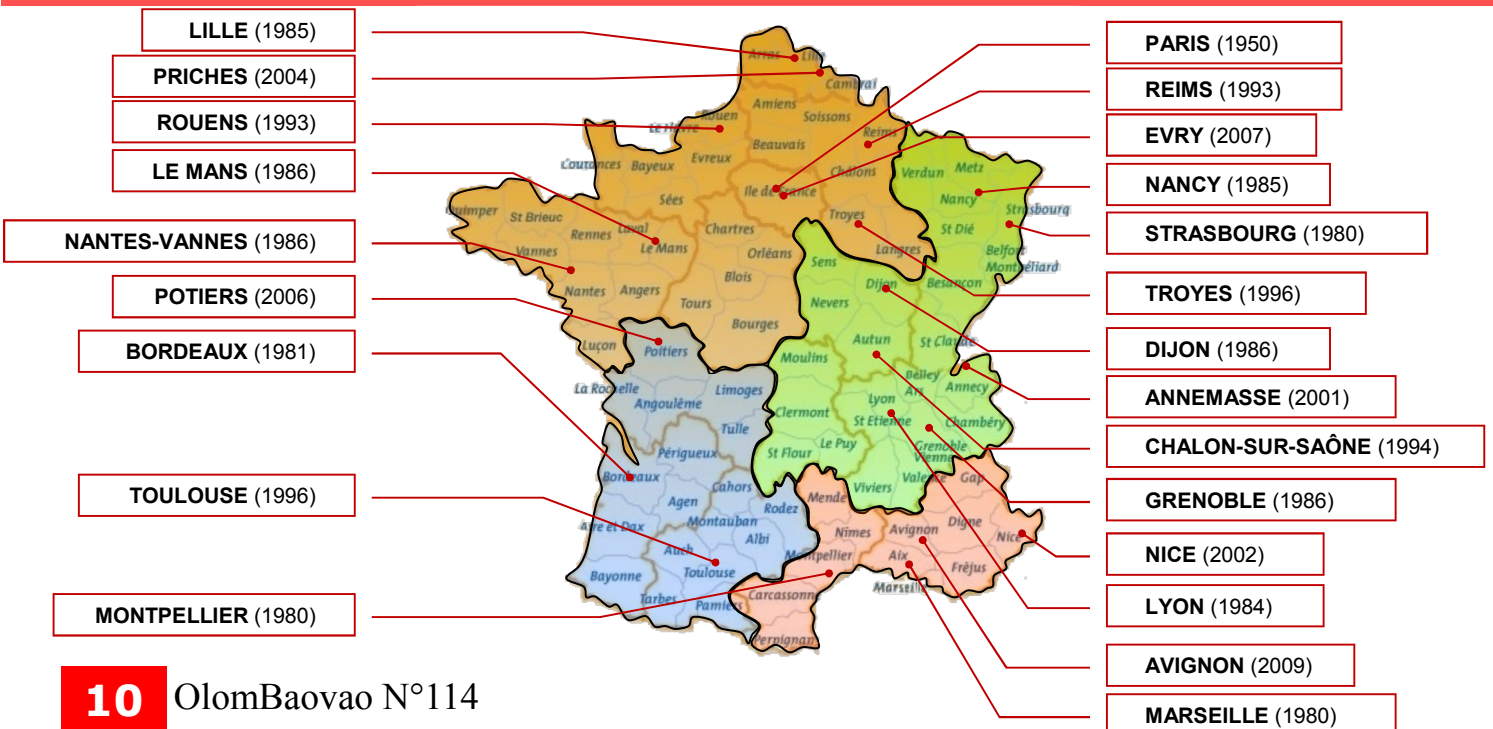 LILLE (1985)
PRICHES (2004)
ROUENS (1993)
LE MANS (1986)
NANTES-VANNES (1986)
POTIERS (2006)
BORDEAUX (1981)
TOULOUSE (1996)
MONTPELLIER (1980)
Arras Lille
Cambrai
Amiens
Soissons
Rouen
Le Hâvre
Reims
Beauvais
Evreux
Coutances Bayeux
Châlons
Verdun Metz
Ile de France
Sées
Nancy
Quimper
St Brieuc
Troyes
Strasbourg
Rennes Laval
Chartres
St Dié
Vannes
Le Mans
Orléans
Langres
Belfort
Montbéliard
Sens
Blois
Dijon
Besançon
Nantes Angers
Tours
Nevers
Bourges
Luçon
Poitiers
Autun
St Claude
Moulins
La Rochelle
Limoges
Belley
Ars
Annecy
Angoulême
Lyon
Clermont
St Etienne
Chambéry
Tulle
Le Puy
Grenoble
Vienne
Périgueux
St Flour
Bordeaux
Cahors
Viviers
Valence
Gap
Agen
Mende
Rodez
Aire et Dax
Montauban
Albi
Nîmes
Avignon
Digne
Nice
Auch
Montpellier
Aix
Bayonne
Toulouse
Fréjus
Marseille
Tarbes
Pamiers
Carcassonne
Perpignan
PARIS (1950)
REIMS (1993)
EVRY (2007)
NANCY (1985)
STRASBOURG (1980)
TROYES (1996)
DIJON (1986)
ANNEMASSE (2001)
CHALON-SUR-SAÔNE (1994)
GRENOBLE (1986)
NICE (2002)
LYON (1984)
AVIGNON (2009)
MARSEILLE (1980)
10 OlomBaovao N°114